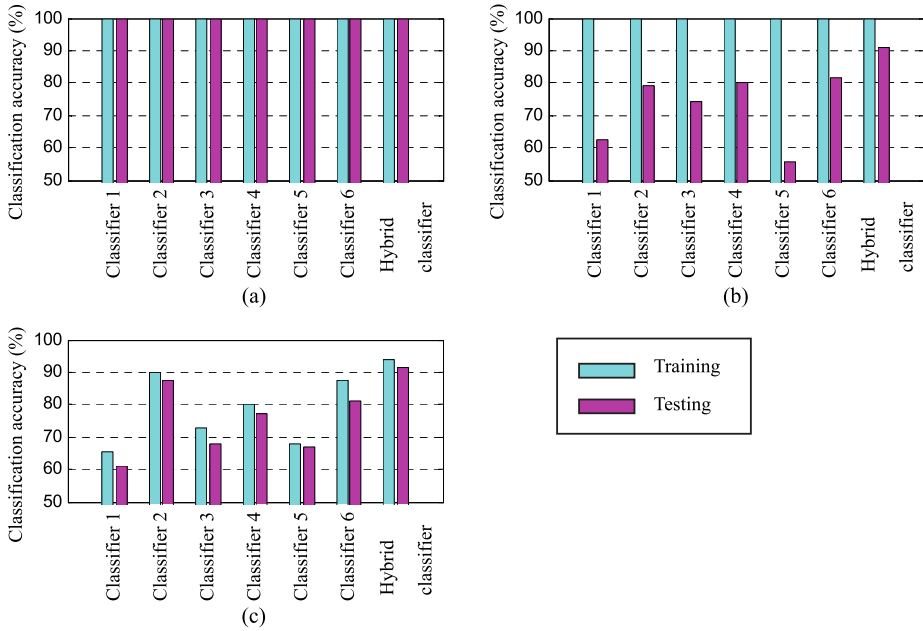 Classification accuracy (%)
100
90
80
70
60
50
Classifier 1
Classifier 2
Classifier 3
Classifier 4
Classifier 5
Classifier 6
Hybrid
classifier
(a)
Classification accuracy (%)
100
90
80
70
60
50
Classifier 1
Classifier 2
Classifier 3
Classifier 4
Classifier 5
Classifier 6
Hybrid
classifier
(b)
Classification accuracy (%)
100
90
80
70
60
50
Classifier 1
Classifier 2
Classifier 3
Classifier 4
Classifier 5
Classifier 6
Hybrid
classifier
(c)
Training
Testing